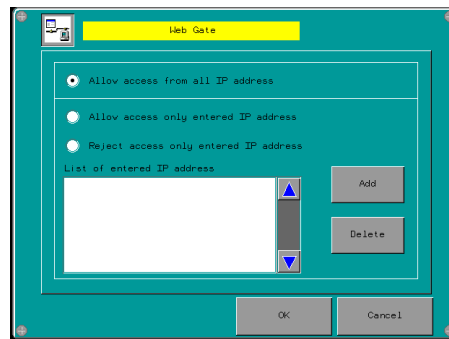 Web Gate
Allow access from all IP address
Allow access only entered IP address
Reject access only entered IP address
List of entered IP address
Add
Delete
OK
Cancel